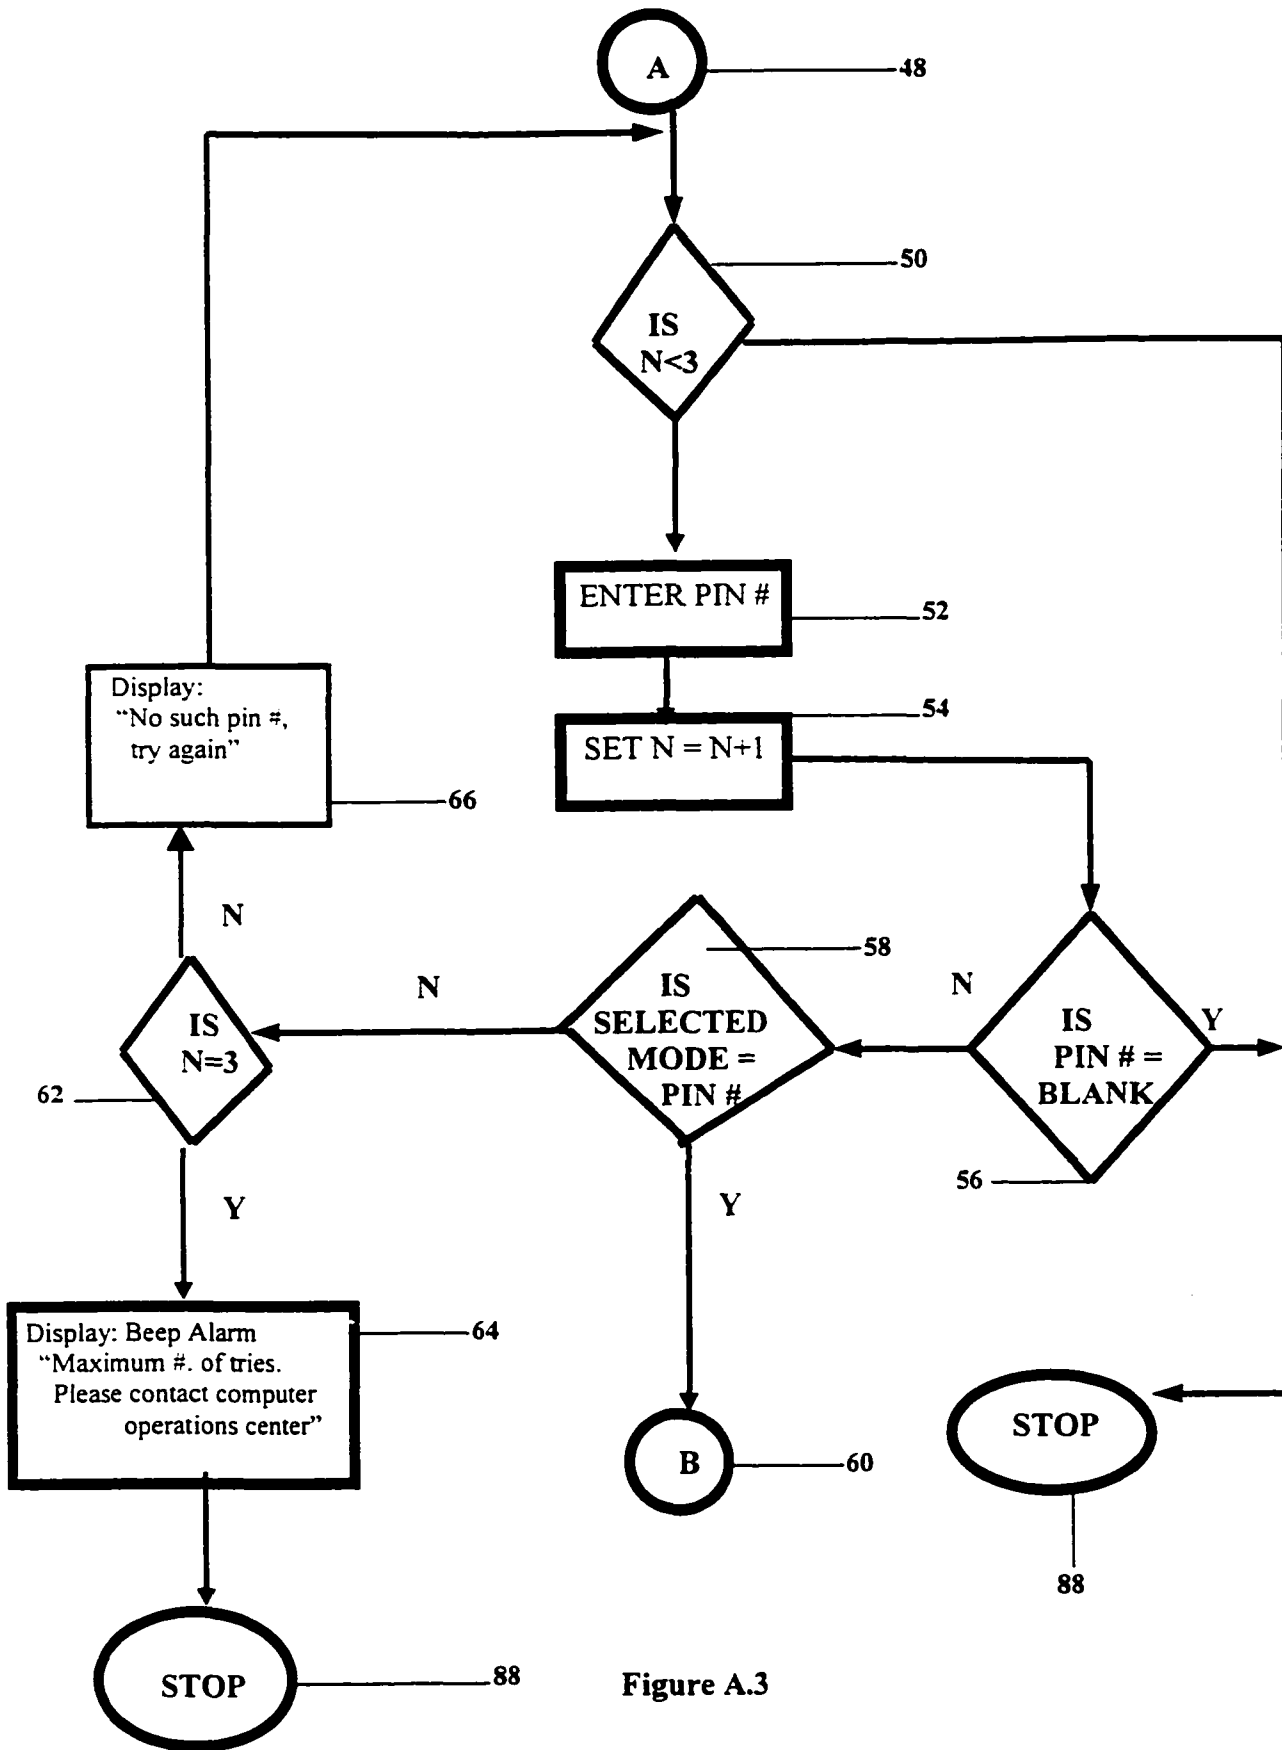 A
48
50
IS
N<3
ENTER PIN #
52
Display:
“No such pin #,
try again”
54
SET N = N+1
66
N
58
N
IS
SELECTED
MODE =
PIN #
N
IS
PIN # =
BLANK
Y
IS
N=3
62
56
Y
Y
Display: Beep Alarm
“Maximum #. of tries.
Please contact computer
operations center”
64
B
60
STOP
88
STOP
88
Figure A.3